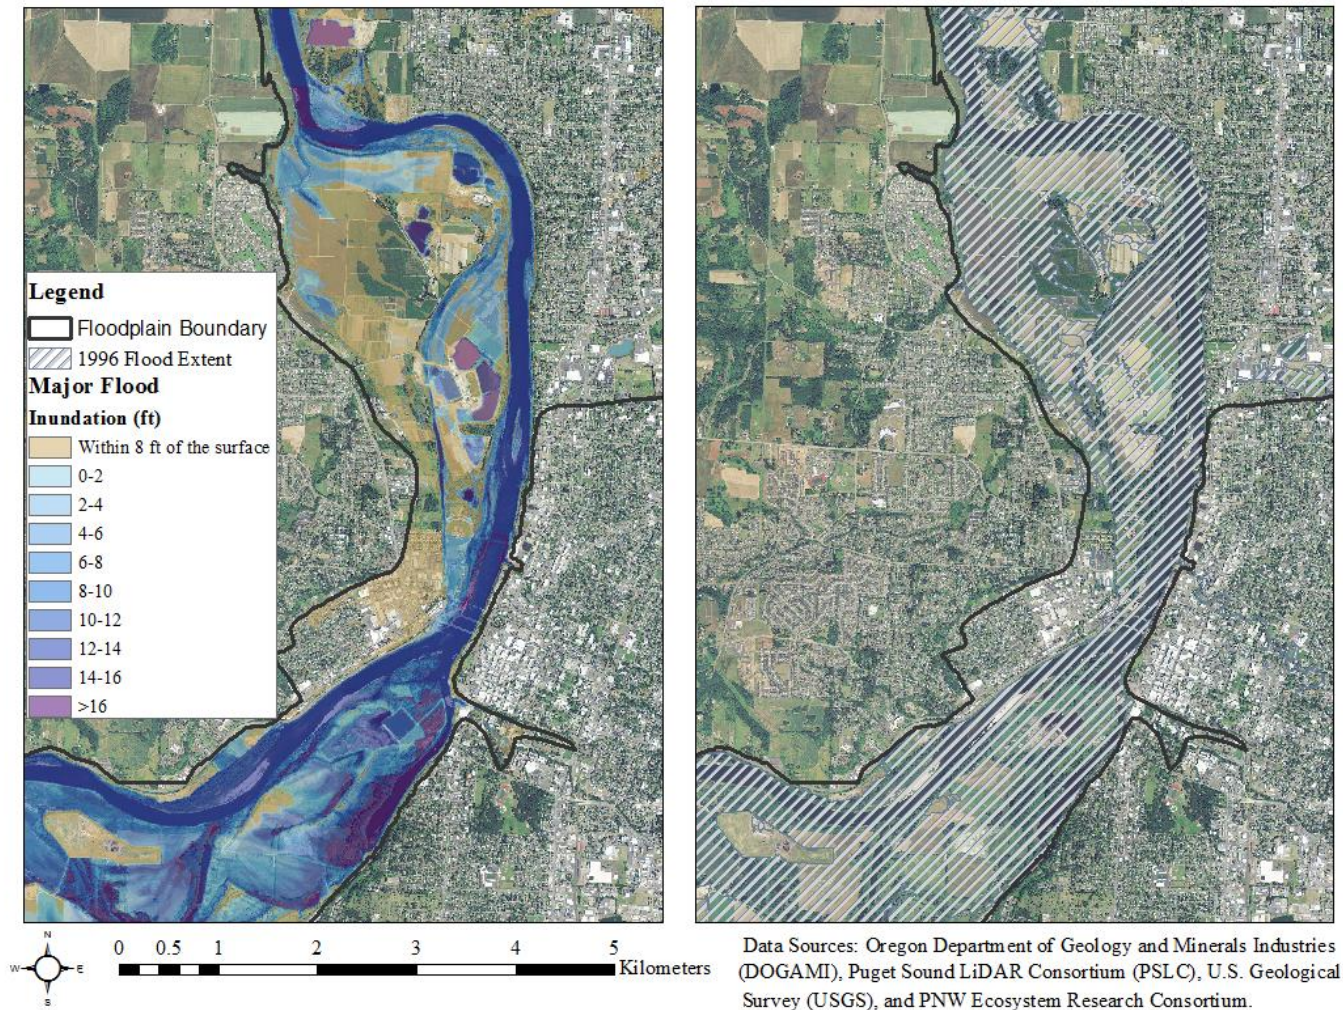 Legend
Floodplain Boundary
1996 Flood Extent
Major Flood
Inundation (ft)
Within 8 ft of the surface
0-2
2-4
4-6
6-8
8-10
10-12
12-14
14-16
>16
N
W E
S
0 0.5 1 2 3 4 5
Kilometers
Data Sources: Oregon Department of Geology and Minerals Industries
(DOGAMI), Puget Sound LiDAR Consortium (PSLC), U.S. Geological
Survey (USGS), and PNW Ecosystem Research Consortium.